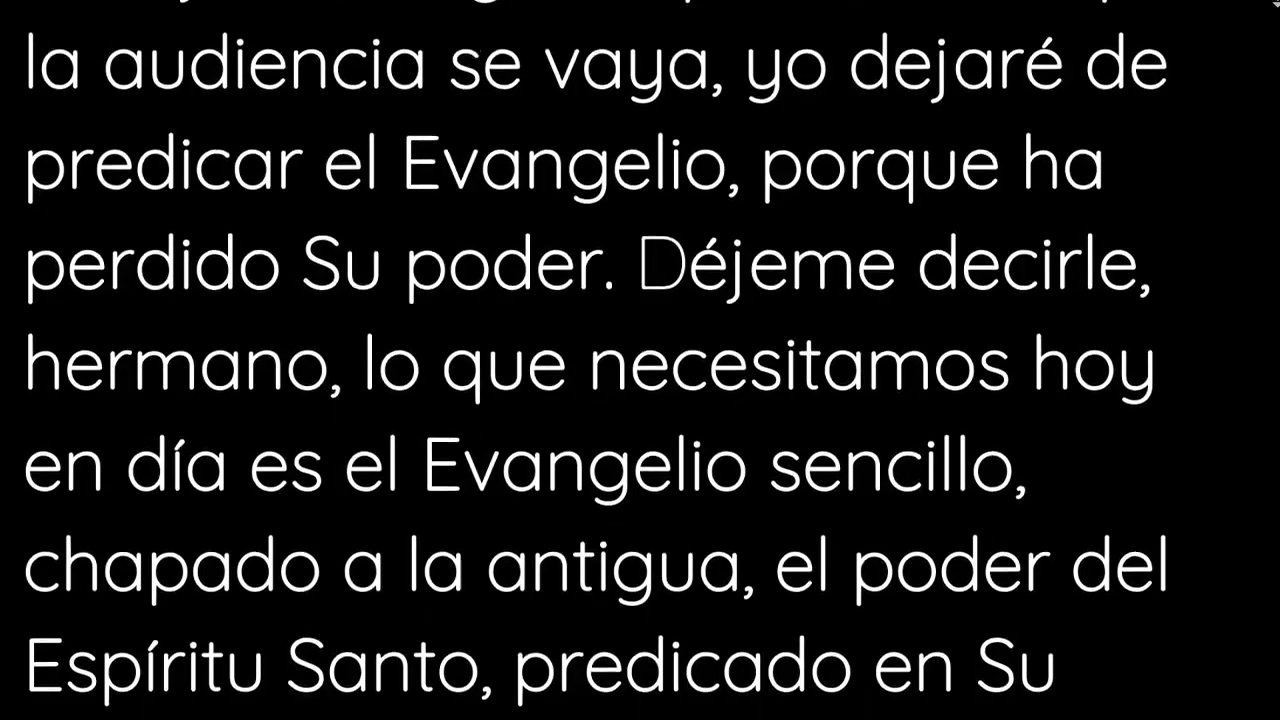 la audiencia se vaya, yo dejaré de
predicar el Evangelio, porque ha
perdido Su poder. Déjeme decirle,
hermano, lo que necesitamos hoy
en día es el Evangelio sencillo,
chapado a la antigua, el poder del
Espíritu Santo, predicado en Su